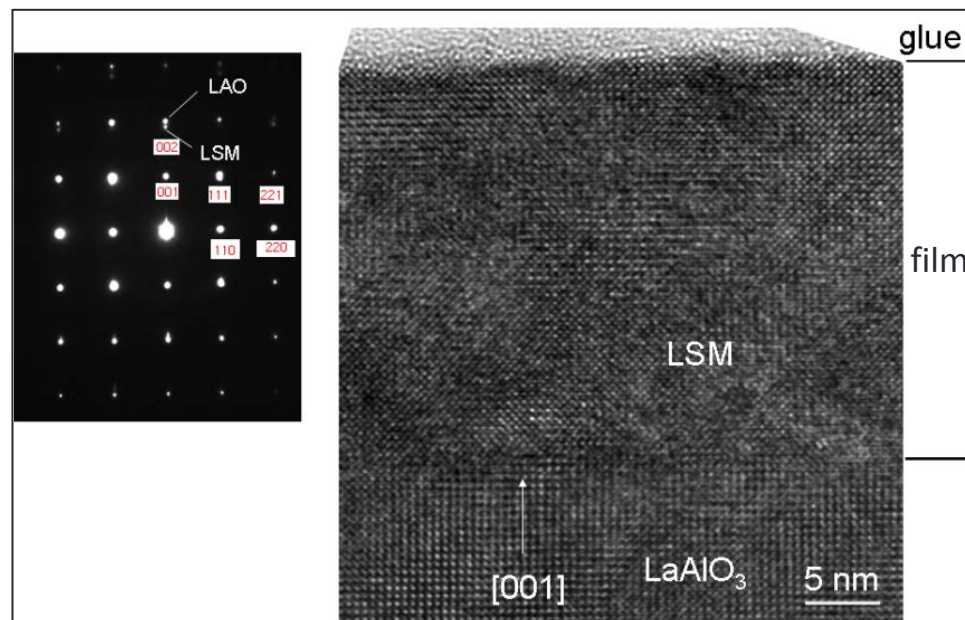 glue
LAO
002
LSM
001
111
221
110
220
film
LSM
[001]
LaAlO₃
5 nm